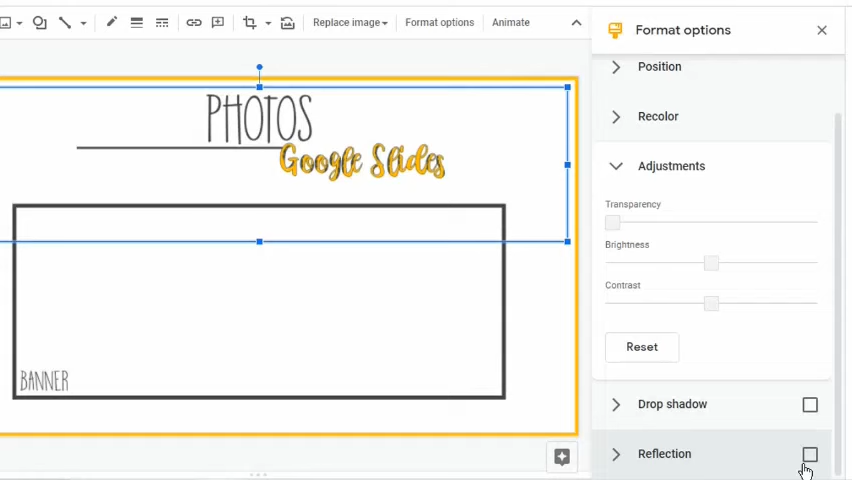 Replace image
Format options
Animate
Format options
Position
Recolor
Adjustments
Transparency
Brightness
Contrast
Reset
Drop shadow
Reflection
PHOTOS
Google Slides
BANNER